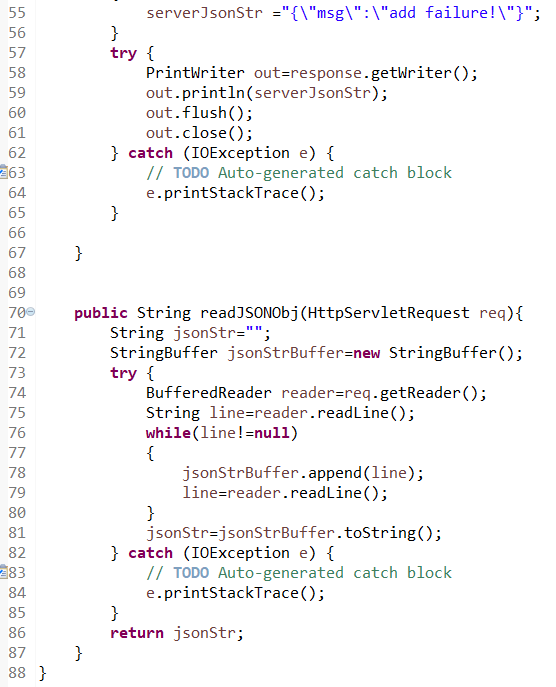 55 serverJsonStr ="{\"msg\":\"add failure!\"}";
56 }
57 try {
58 PrintWriter out=response.getWriter();
59 out.println(serverJsonStr);
60 out.flush();
61 out.close();
62 } catch (IOException e) {
63 // TODO Auto-generated catch block
64 e.printStackTrace();
65 }
66
67 }
68
69
70 public String readJSONObj(HttpServletRequest req){
71 String jsonStr="";
72 StringBuffer jsonStrBuffer=new StringBuffer();
73 try {
74 BufferedReader reader=req.getReader();
75 String line=reader.readLine();
76 while(line!=null)
77 {
78 jsonStrBuffer.append(line);
79 line=reader.readLine();
80 }
81 jsonStr=jsonStrBuffer.toString();
82 } catch (IOException e) {
83 // TODO Auto-generated catch block
84 e.printStackTrace();
85 }
86 return jsonStr;
87 }
88 }